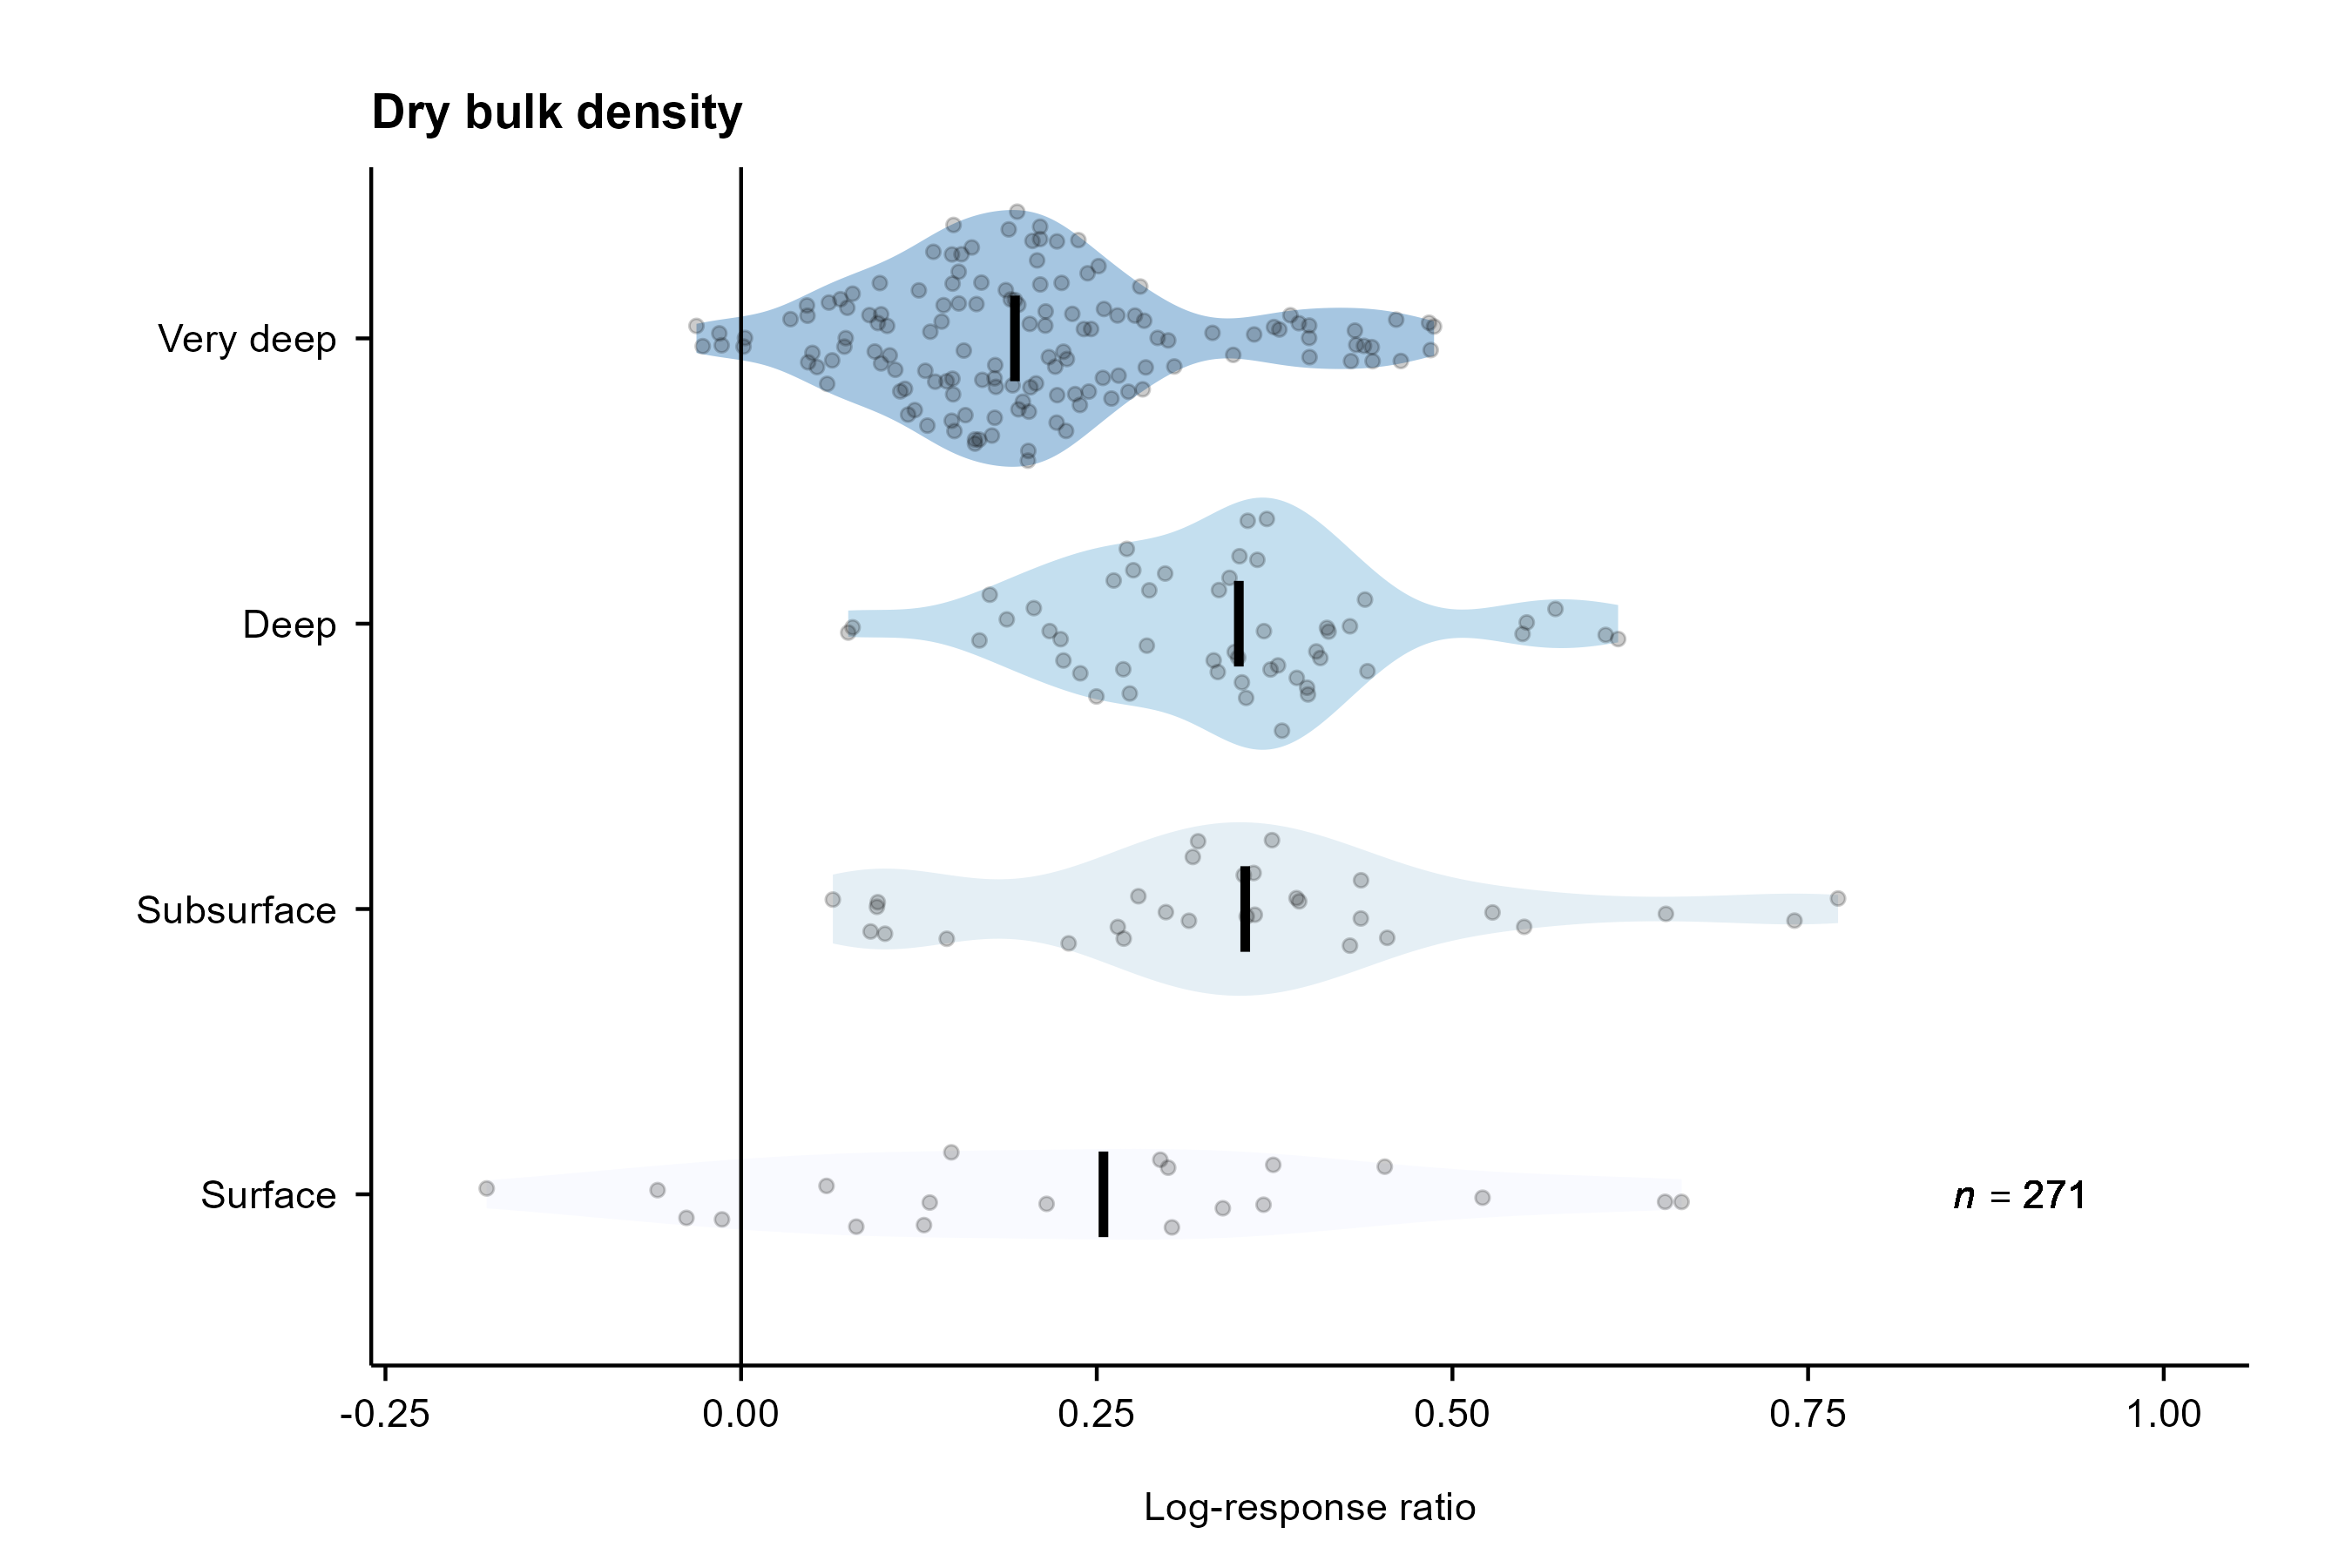 Dry bulk density
Very deep
Deep
Subsurface
Surface
n = 271
-0.25 0.00 0.25 0.50 0.75 1.00
Log-response ratio